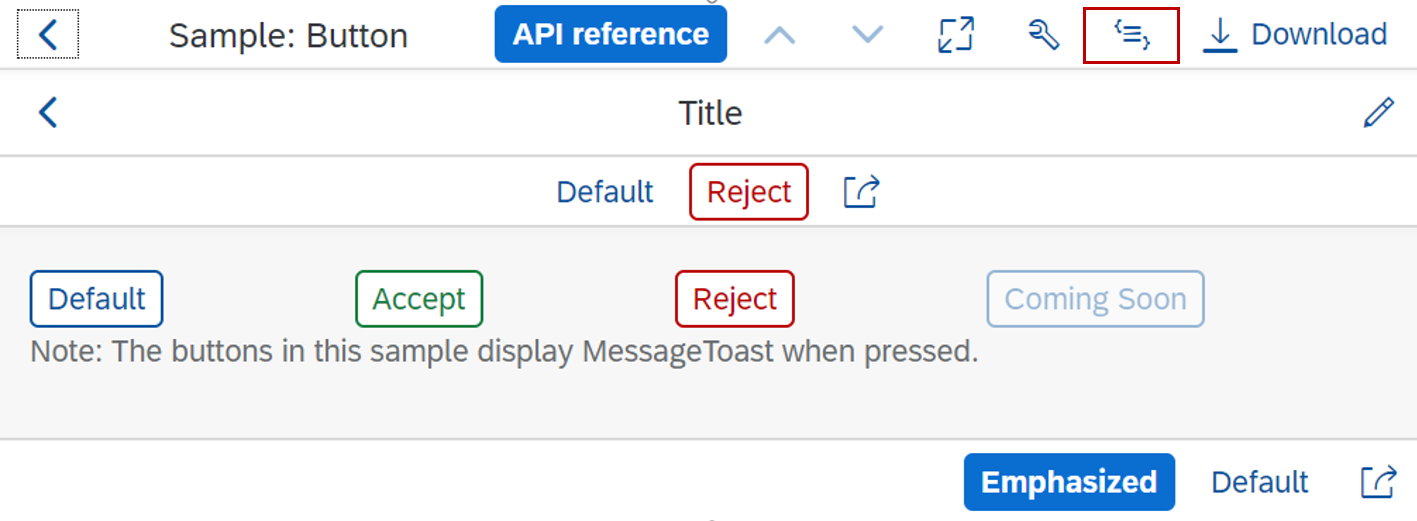 Sample: Button API reference Download
Title
Default Reject
Default Accept Reject Coming Soon
Note: The buttons in this sample display MessageToast when pressed.
Emphasized Default